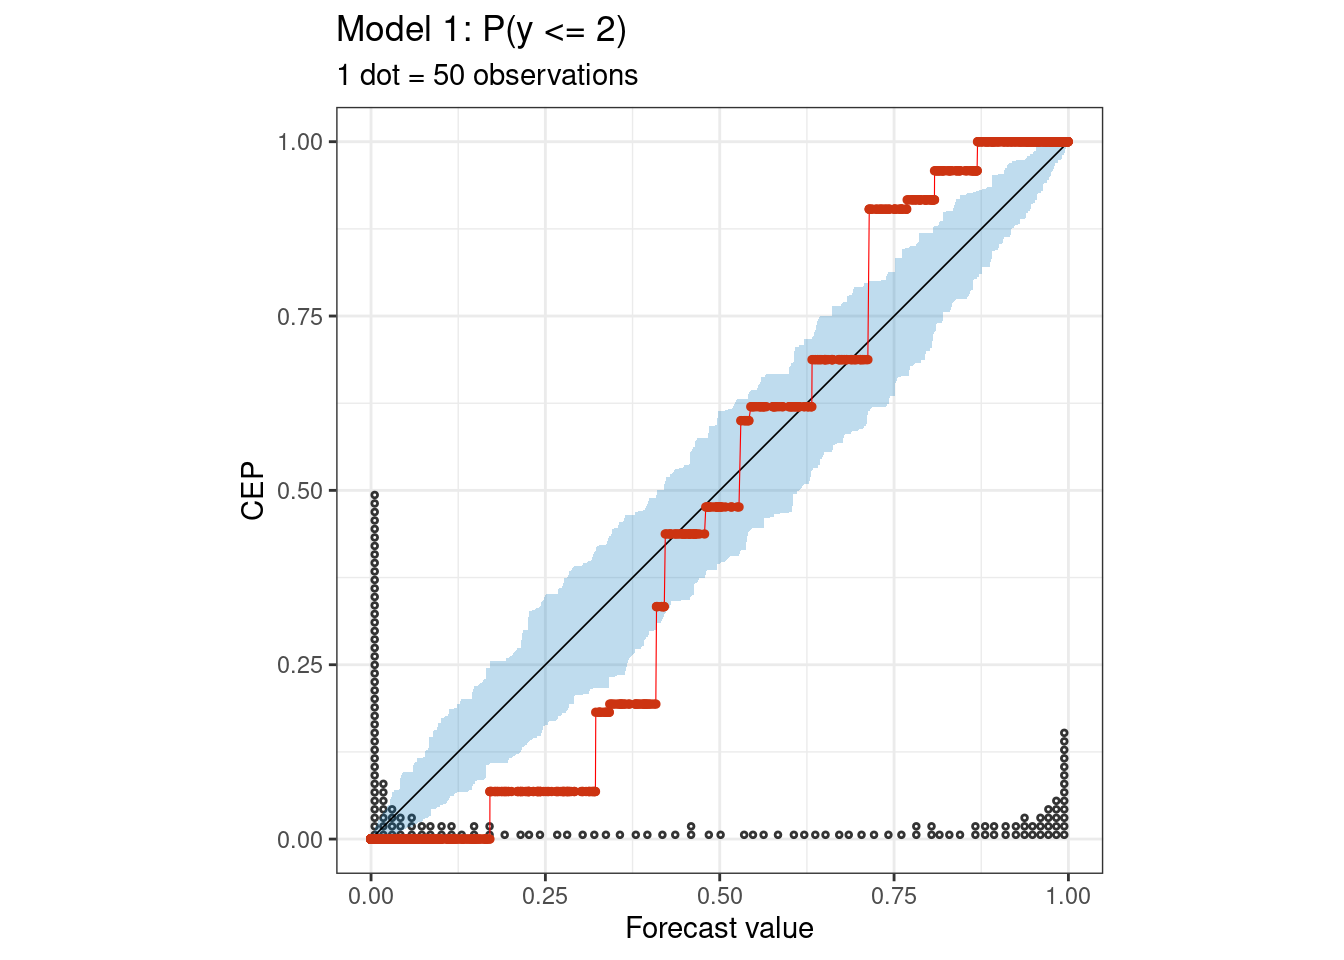 Model 1: P(y <= 2)
1 dot = 50 observations
1.00
0.75
0.50
0.25
0.00
CEP
0.00 0.25 0.50 0.75 1.00
Forecast value